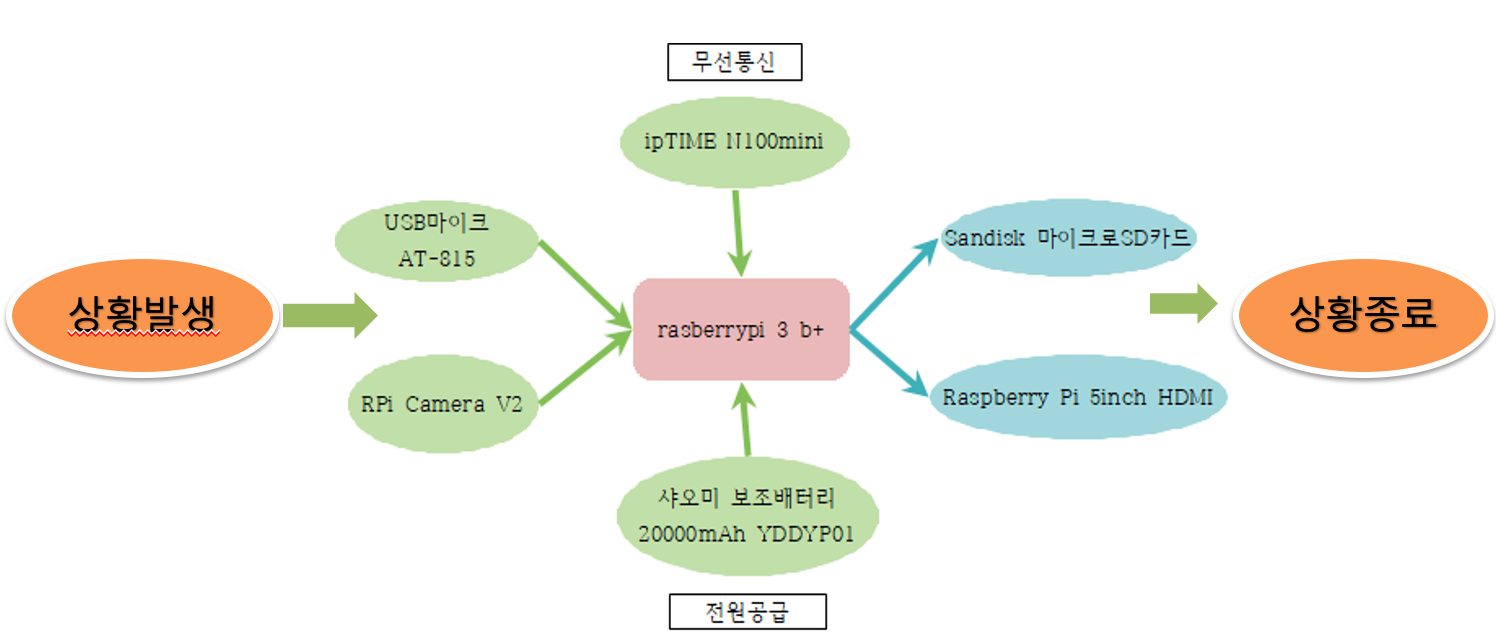 무선통신
ipTIME N100mini
USB마이크
AT-815
Sandisk 마이크로SD카드
상황발생
rasberrypi 3 b+
상황종료
RPi Camera V2
Raspberry Pi 5inch HDMI
샤오미 보조배터리
20000mAh YDDYP01
전원공급